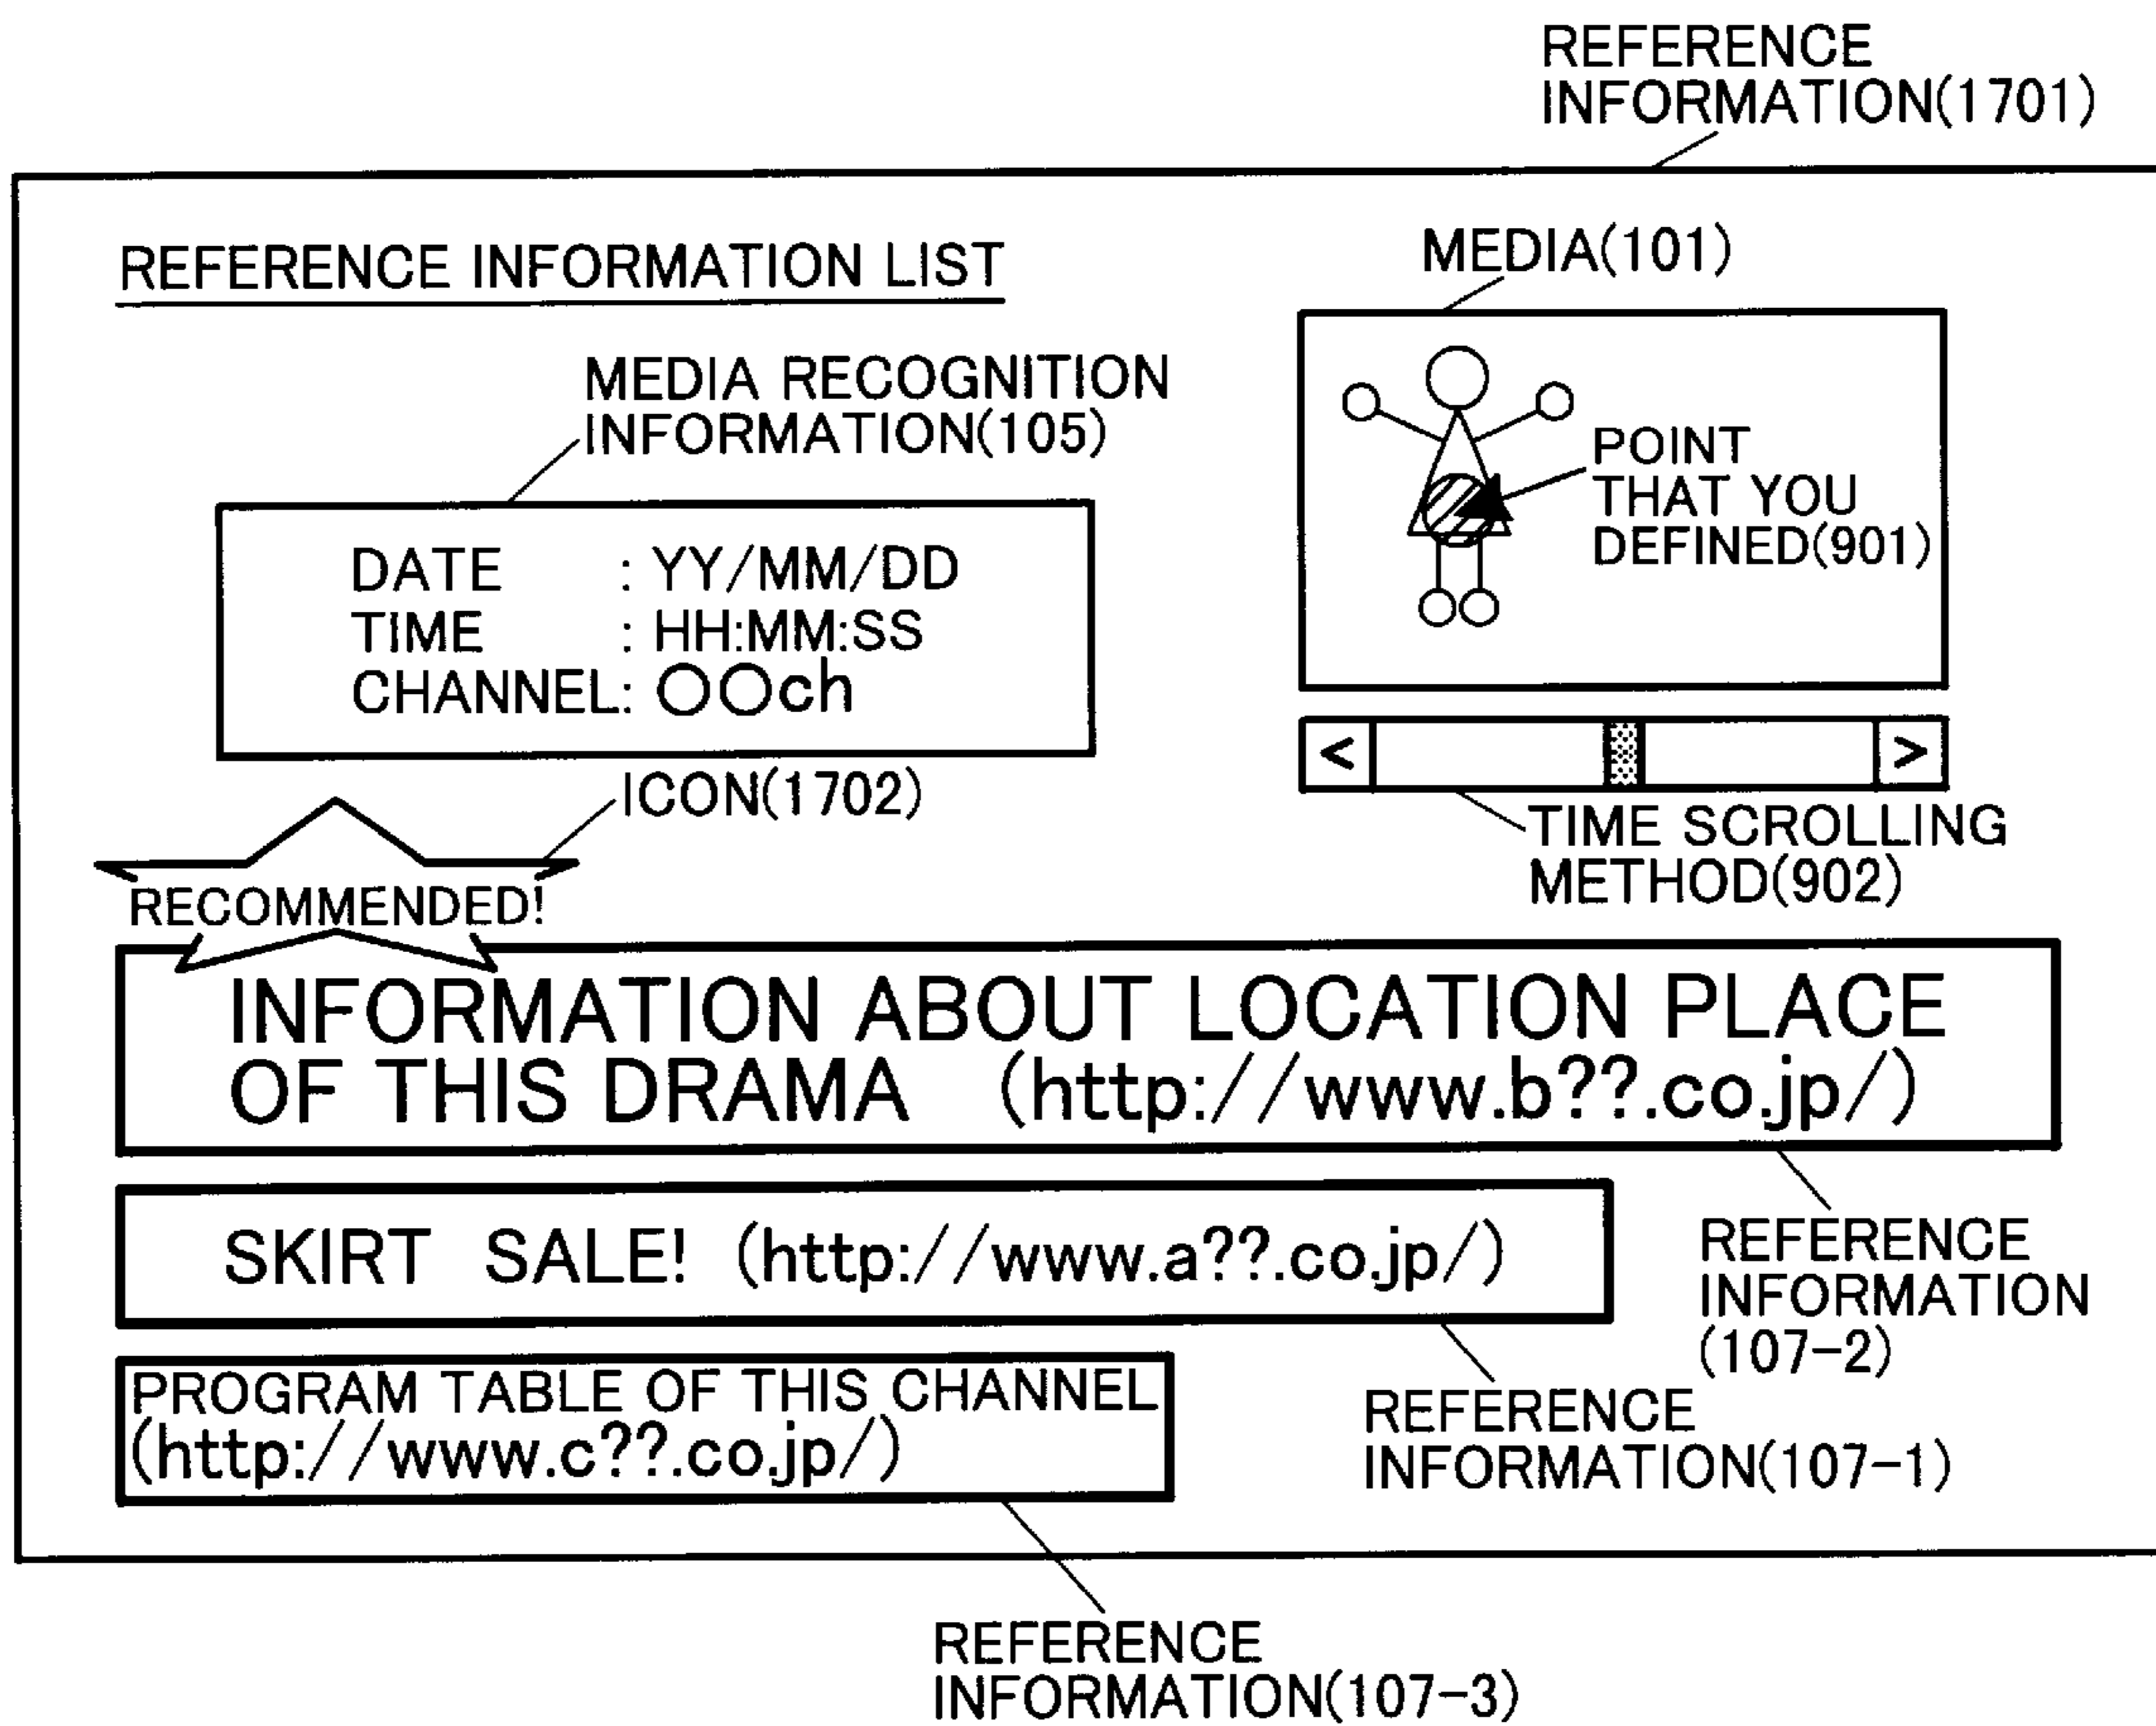 REFERENCE
INFORMATION(1701)
REFERENCE INFORMATION LIST
MEDIA(101)
MEDIA RECOGNITION
INFORMATION(105)
POINT
THAT YOU
DEFINED(901)
DATE : YY/MM/DD
TIME : HH:MM:SS
CHANNEL: ○○ch
< >
ICON(1702)
TIME SCROLLING
METHOD(902)
RECOMMENDED!
INFORMATION ABOUT LOCATION PLACE
OF THIS DRAMA (http://www.b??.co.jp/)
SKIRT SALE! (http://www.a??.co.jp/)
REFERENCE
INFORMATION
(107-2)
PROGRAM TABLE OF THIS CHANNEL
(http://www.c??.co.jp/)
REFERENCE
INFORMATION(107-1)
REFERENCE
INFORMATION(107-3)